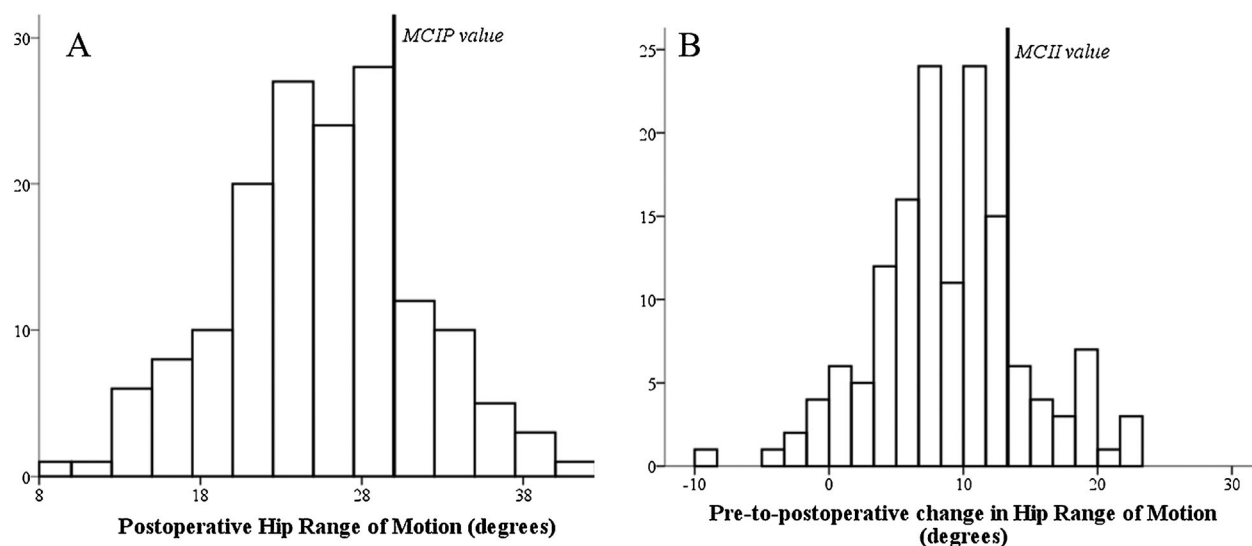 A
MCIP value
30
20
10
0
8
18
28
38
Postoperative Hip Range of Motion (degrees)
B
MCII value
25
20
15
10
5
0
-10
0
10
20
30
Pre-to-postoperative change in Hip Range of Motion
(degrees)